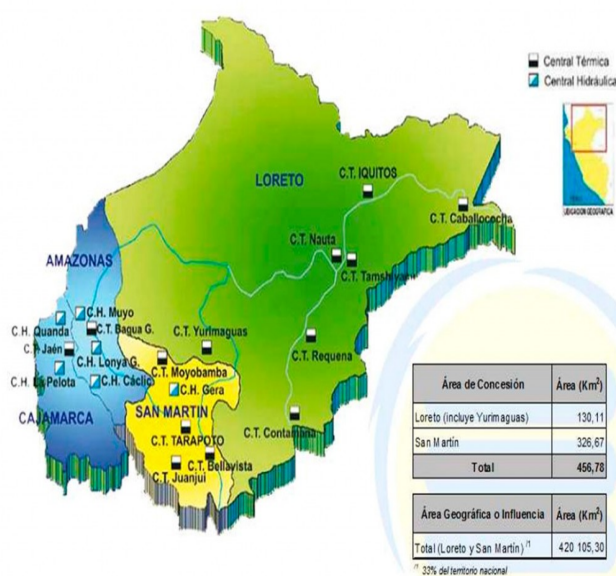 Central Térmica
Central Hidráulica
UBICACIÓN GEOGRAFICA
C.T. IQUITOS
LORETO
C.T. Caballococha
C.T. Nauta
C.T. Tamshiyacu
AMAZONAS
C.H. Muyo
C.H. Quanda
C.T. Bagua G.
C.T. Yurimaguas
C.T. Jaén
C.T. Requena
C.H. Lonya G.
C.T. Moyobamba
C.H. La Pelota
C.H. Cáclic
C.H. Gera
CAJAMARCA
SAN MARTIN
C.T. Contamana
C.T. TARAPOTO
C.T. Bellavista
C.T. Juanjui
Área de Concesión Área (Km²)
Loreto (incluye Yurimaguas) 130,11
San Martín 326,67
Total 456,78
Área Geográfica o Influencia Área (Km²)
Total (Loreto y San Martín) /1 420 105,30
/1 33% del territorio nacional